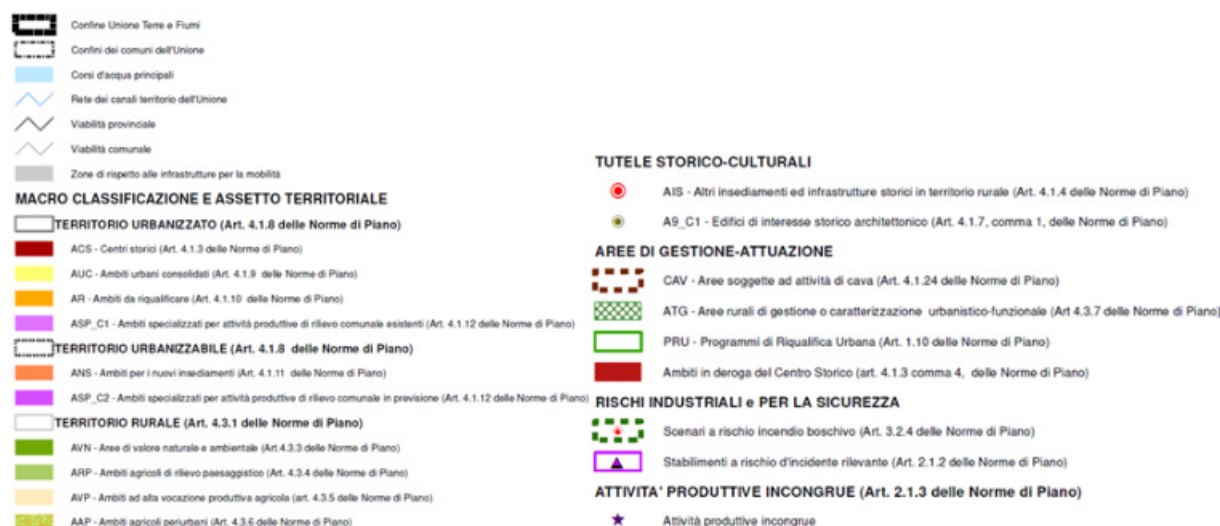 Confine Unione Terre e Fiumi
Confini dei comuni dell'Unione
Corsi d'acqua principali
Rete dei canali territorio dell'Unione
Viabilità provinciale
Viabilità comunale
Zone di rispetto alle infrastrutture per la mobilità
MACRO CLASSIFICAZIONE E ASSETTO TERRITORIALE
TERRITORIO URBANIZZATO (Art. 4.1.8 delle Norme di Piano)
ACS - Centri storici (Art. 4.1.3 delle Norme di Piano)
AUC - Ambiti urbani consolidati (Art. 4.1.9 delle Norme di Piano)
AR - Ambiti da riqualificare (Art. 4.1.10 delle Norme di Piano)
ASP_C1 - Ambiti specializzati per attività produttive di rilievo comunale esistenti (Art. 4.1.12 delle Norme di Piano)
TERRITORIO URBANIZZABILE (Art. 4.1.8 delle Norme di Piano)
ANS - Ambiti per i nuovi insediamenti (Art. 4.1.11 delle Norme di Piano)
ASP_C2 - Ambiti specializzati per attività produttive di rilievo comunale in previsione (Art. 4.1.12 delle Norme di Piano)
TERRITORIO RURALE (Art. 4.3.1 delle Norme di Piano)
AVN - Aree di valore naturale e ambientale (Art.4.3.3 delle Norme di Piano)
ARP - Ambiti agricoli di rilievo paesaggistico (Art. 4.3.4 delle Norme di Piano)
AVP - Ambiti ad alta vocazione produttiva agricola (art. 4.3.5 delle Norme di Piano)
AAP - Ambiti agricoli periurbani (Art. 4.3.6 delle Norme di Piano)
TUTELE STORICO-CULTURALI
AIS - Altri insediamenti ed infrastrutture storici in territorio rurale (Art. 4.1.4 delle Norme di Piano)
A9_C1 - Edifici di interesse storico architettonico (Art. 4.1.7, comma 1, delle Norme di Piano)
AREE DI GESTIONE-ATTUAZIONE
CAV - Aree soggette ad attività di cava (Art. 4.1.24 delle Norme di Piano)
ATG - Aree rurali di gestione o caratterizzazione urbanistico-funzionale (Art 4.3.7 delle Norme di Piano)
PRU - Programmi di Riqualifica Urbana (Art. 1.10 delle Norme di Piano)
Ambiti in deroga del Centro Storico (art. 4.1.3 comma 4, delle Norme di Piano)
RISCHI INDUSTRIALI e PER LA SICUREZZA
Scenari a rischio incendio boschivo (Art. 3.2.4 delle Norme di Piano)
Stabilimenti a rischio d'incidente rilevante (Art. 2.1.2 delle Norme di Piano)
ATTIVITA' PRODUTTIVE INCONGRUE (Art. 2.1.3 delle Norme di Piano)
Attività produttive incongrue